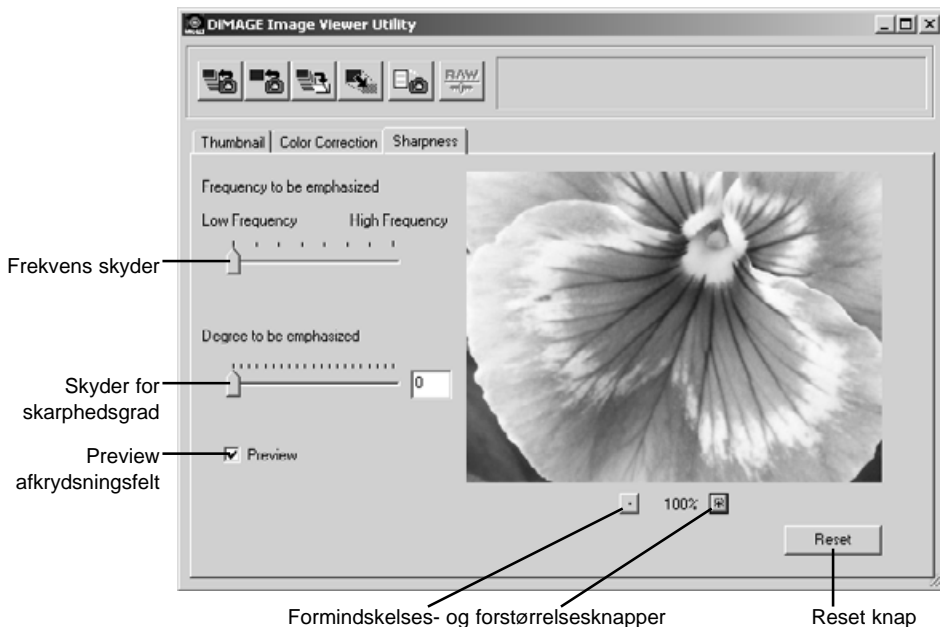 DiMAGE Image Viewer Utility
RAW
Thumbnail Color Correction Sharpness
Frequency to be emphasized
Low Frequency High Frequency
Frekvens skyder
Degree to be emphasized
0
Skyder for
skarphedsgrad
Preview
Preview
afkrydsningsfelt
100%
Reset
Formindskelses- og forstørrelsesknapper
Reset knap